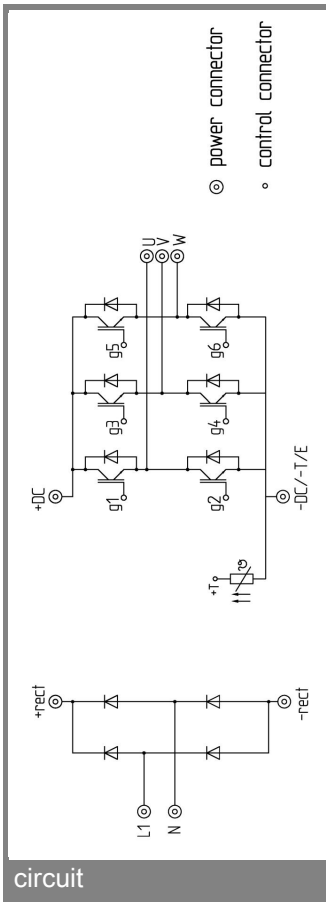 +rect
-rect
L1
N
+DC
-DC/-T/E
+T
g1
g2
g3
g4
g5
g6
U
V
W
power connector
control connector
circuit